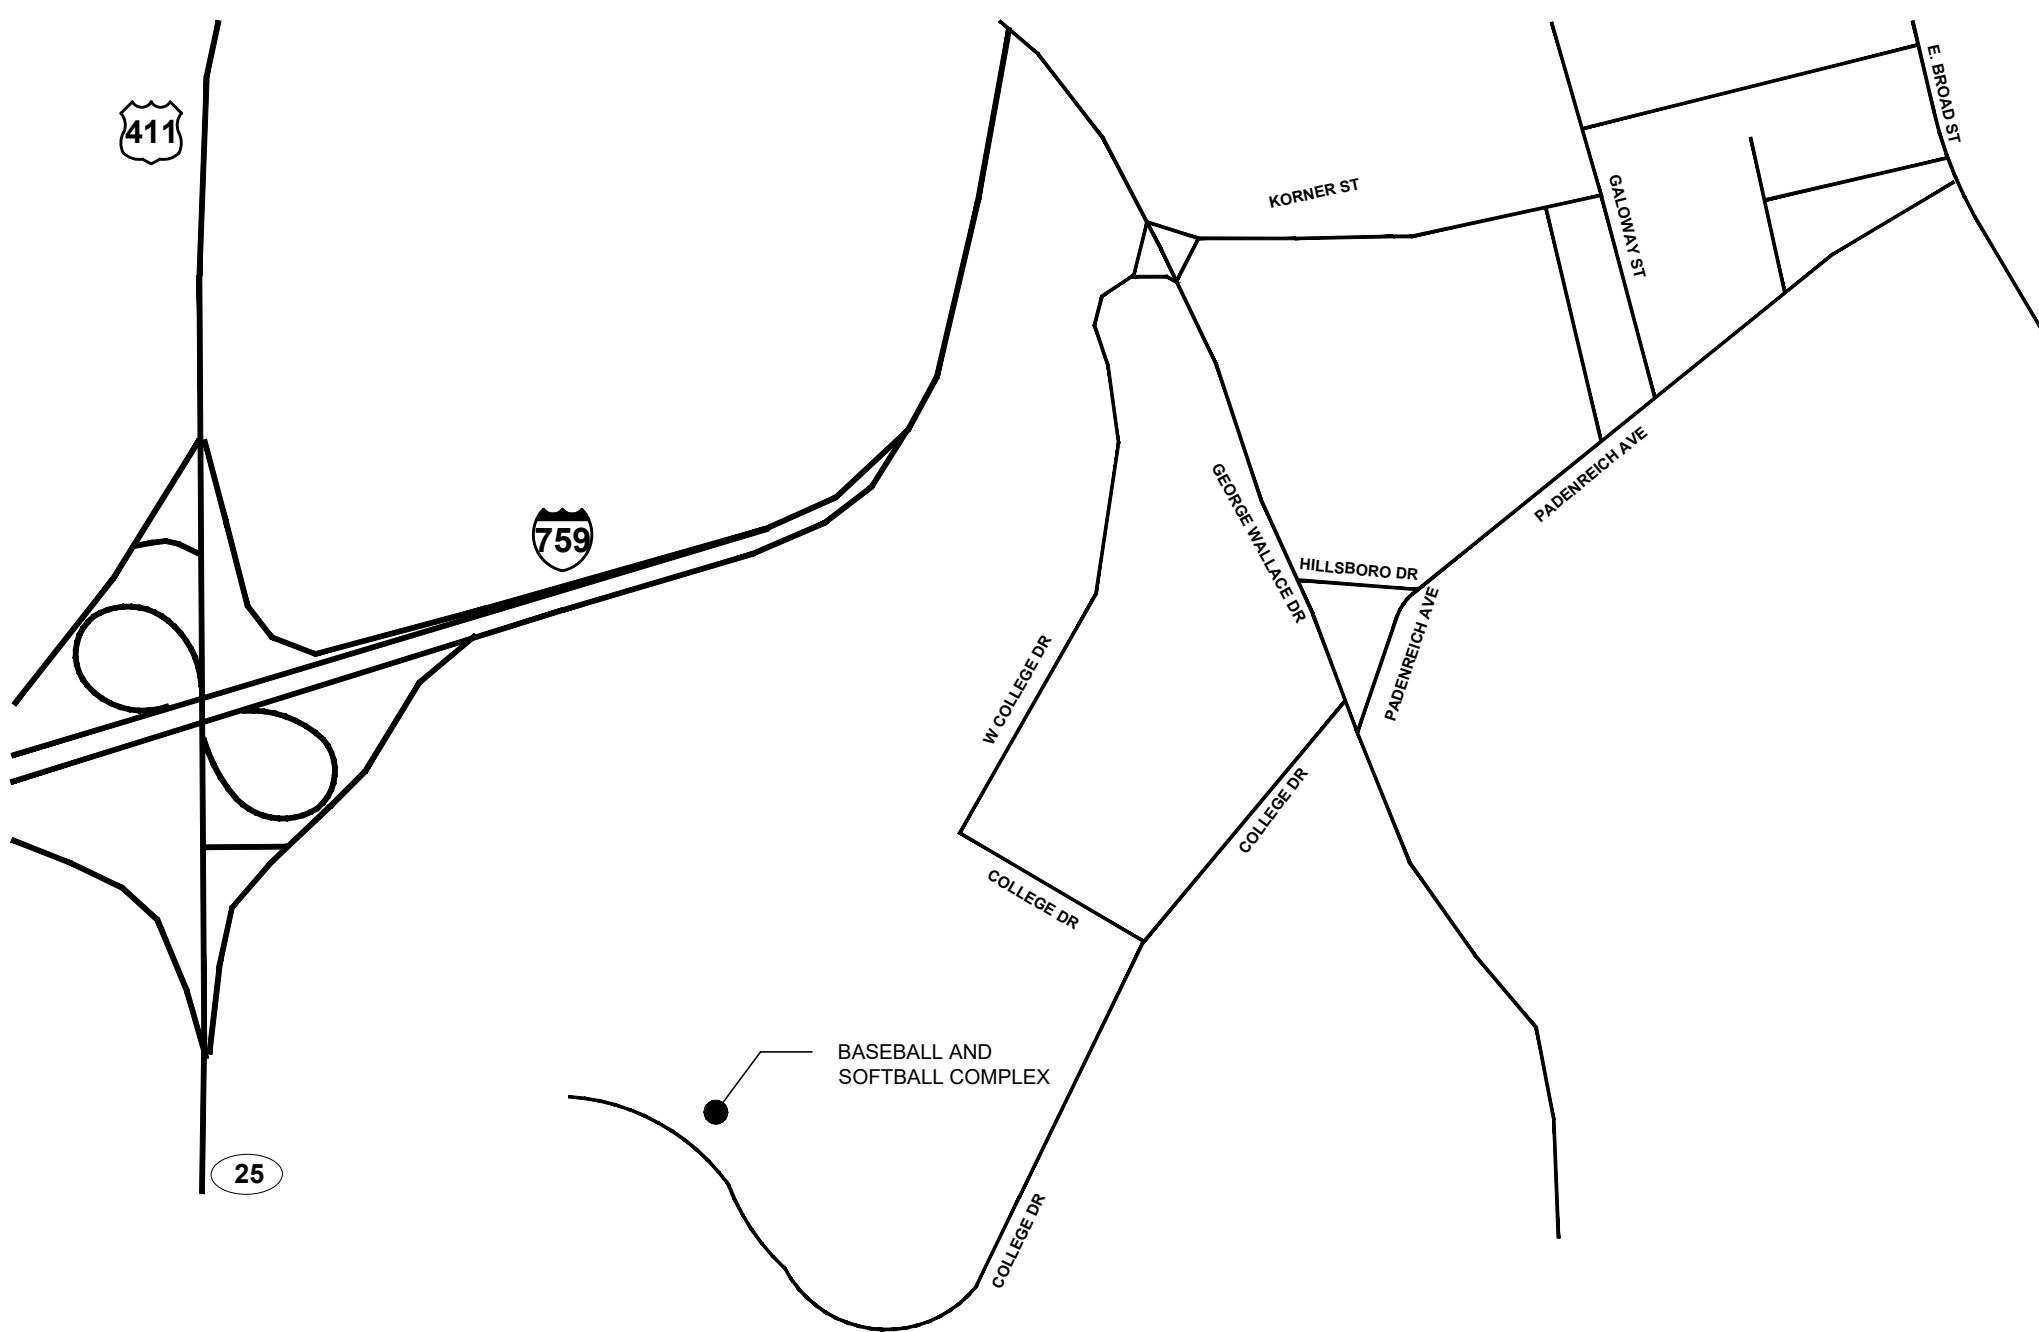 E. BROAD ST
411
KORNER ST
GALOWAY ST
PADENREICH AVE
GEORGE WALLACE DR
759
HILLSBORO DR
PADENREICH AVE
W COLLEGE DR
COLLEGE DR
COLLEGE DR
BASEBALL AND
SOFTBALL COMPLEX
25
COLLEGE DR